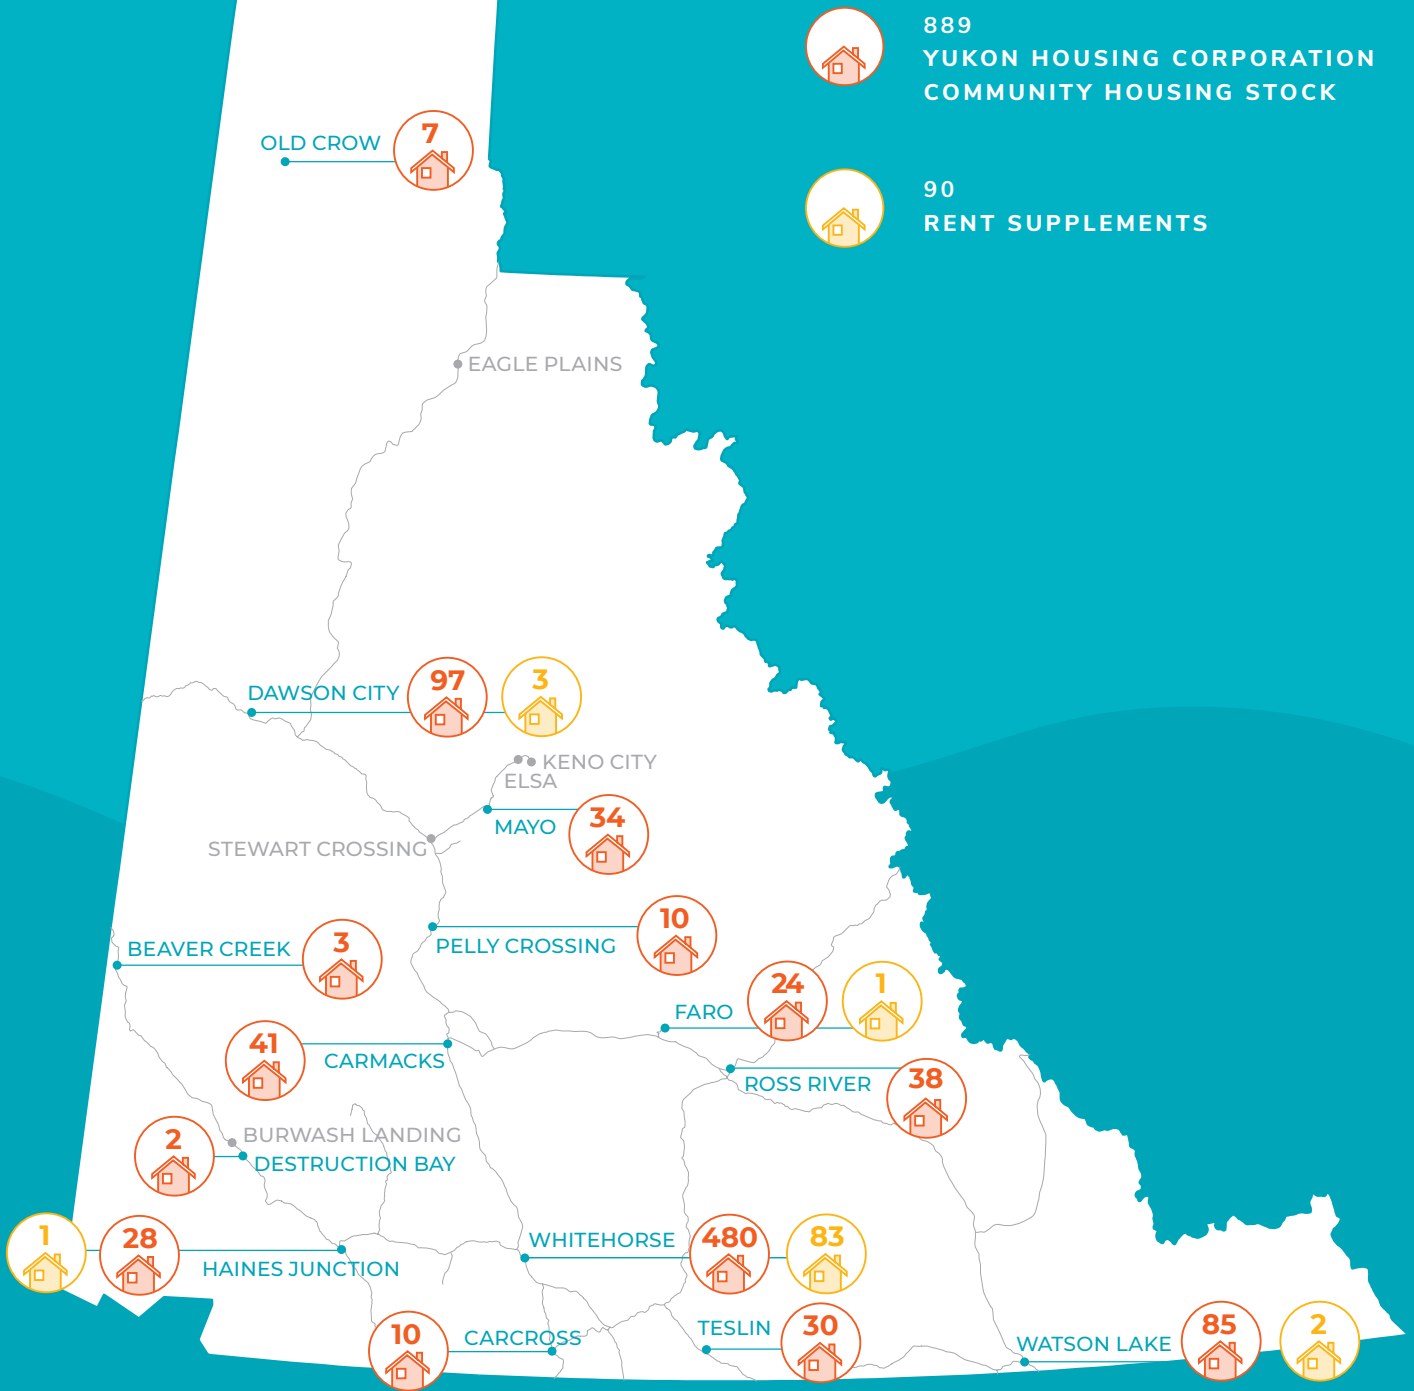 889
YUKON HOUSING CORPORATION
COMMUNITY HOUSING STOCK
90
RENT SUPPLEMENTS
OLD CROW
7
EAGLE PLAINS
DAWSON CITY
97
3
KENO CITY
ELSA
MAYO
34
STEWART CROSSING
10
PELLY CROSSING
BEAVER CREEK
3
24
1
FARO
41
CARMACKS
ROSS RIVER
38
BURWASH LANDING
2
DESTRUCTION BAY
1
28
HAINES JUNCTION
WHITEHORSE
480
83
10
CARCROSS
TESLIN
30
WATSON LAKE
85
2